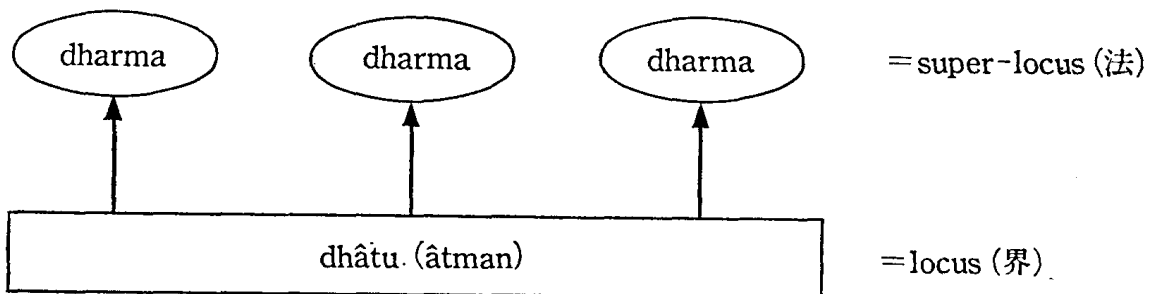 dharma dharma dharma =super-locus (法)
dhâtu. (âtman) =locus (界)